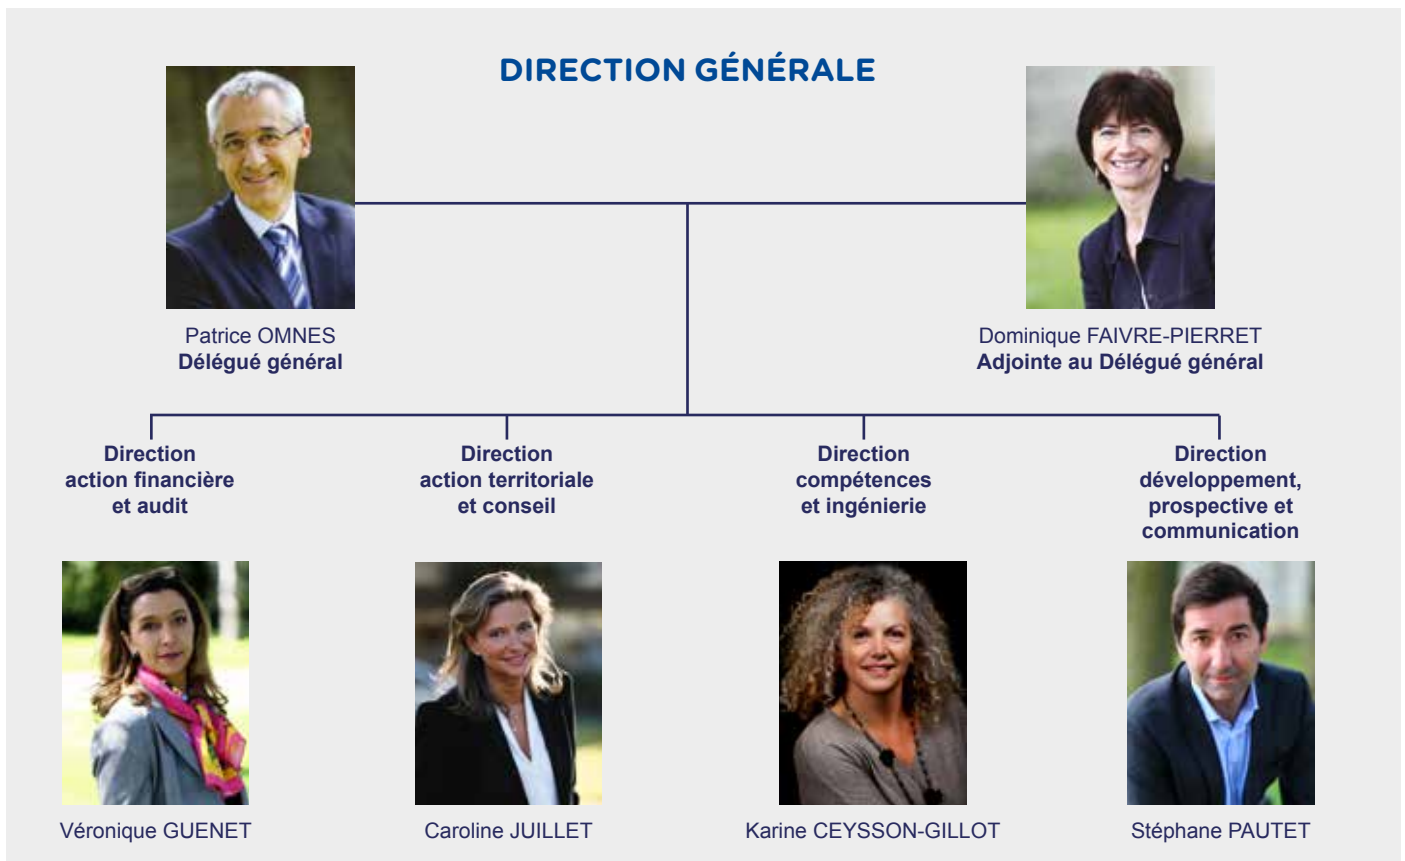 DIRECTION GÉNÉRALE
Patrice OMNES
Délégué général
Dominique FAIVRE-PIERRET
Adjointe au Délégué général
Direction
action financière
et audit
Direction
action territoriale
et conseil
Direction
compétences
et ingénierie
Direction
développement,
prospective et
communication
Véronique GUENET
Caroline JUILLET
Karine CEYSSON-GILLOT
Stéphane PAUTET